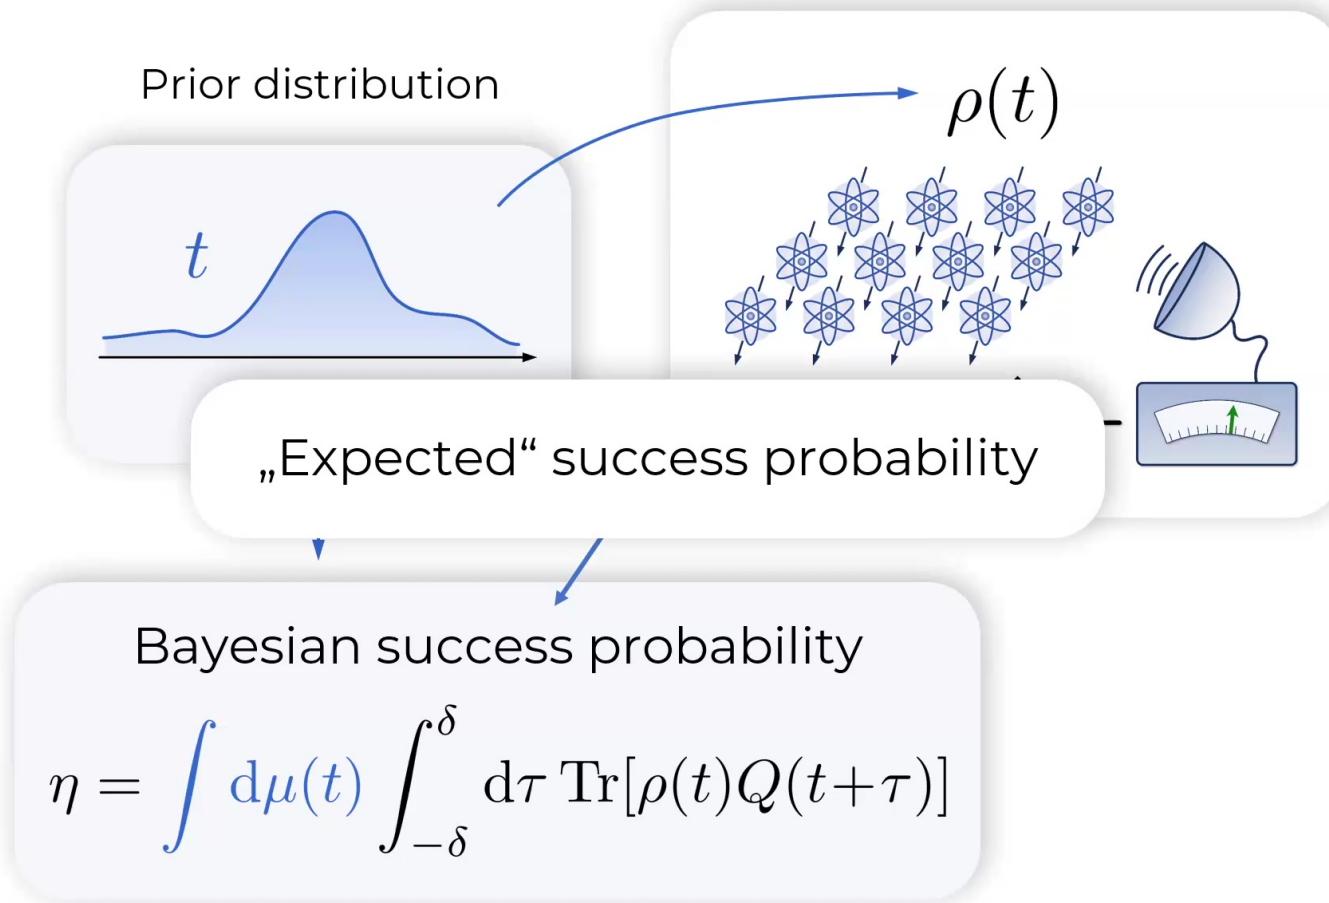 Prior distribution
ρ(t)
t
„Expected“ success probability
Bayesian success probability
η = ∫ dμ(t) ∫_{-δ}^{δ} dτ Tr[ρ(t)Q(t+τ)]